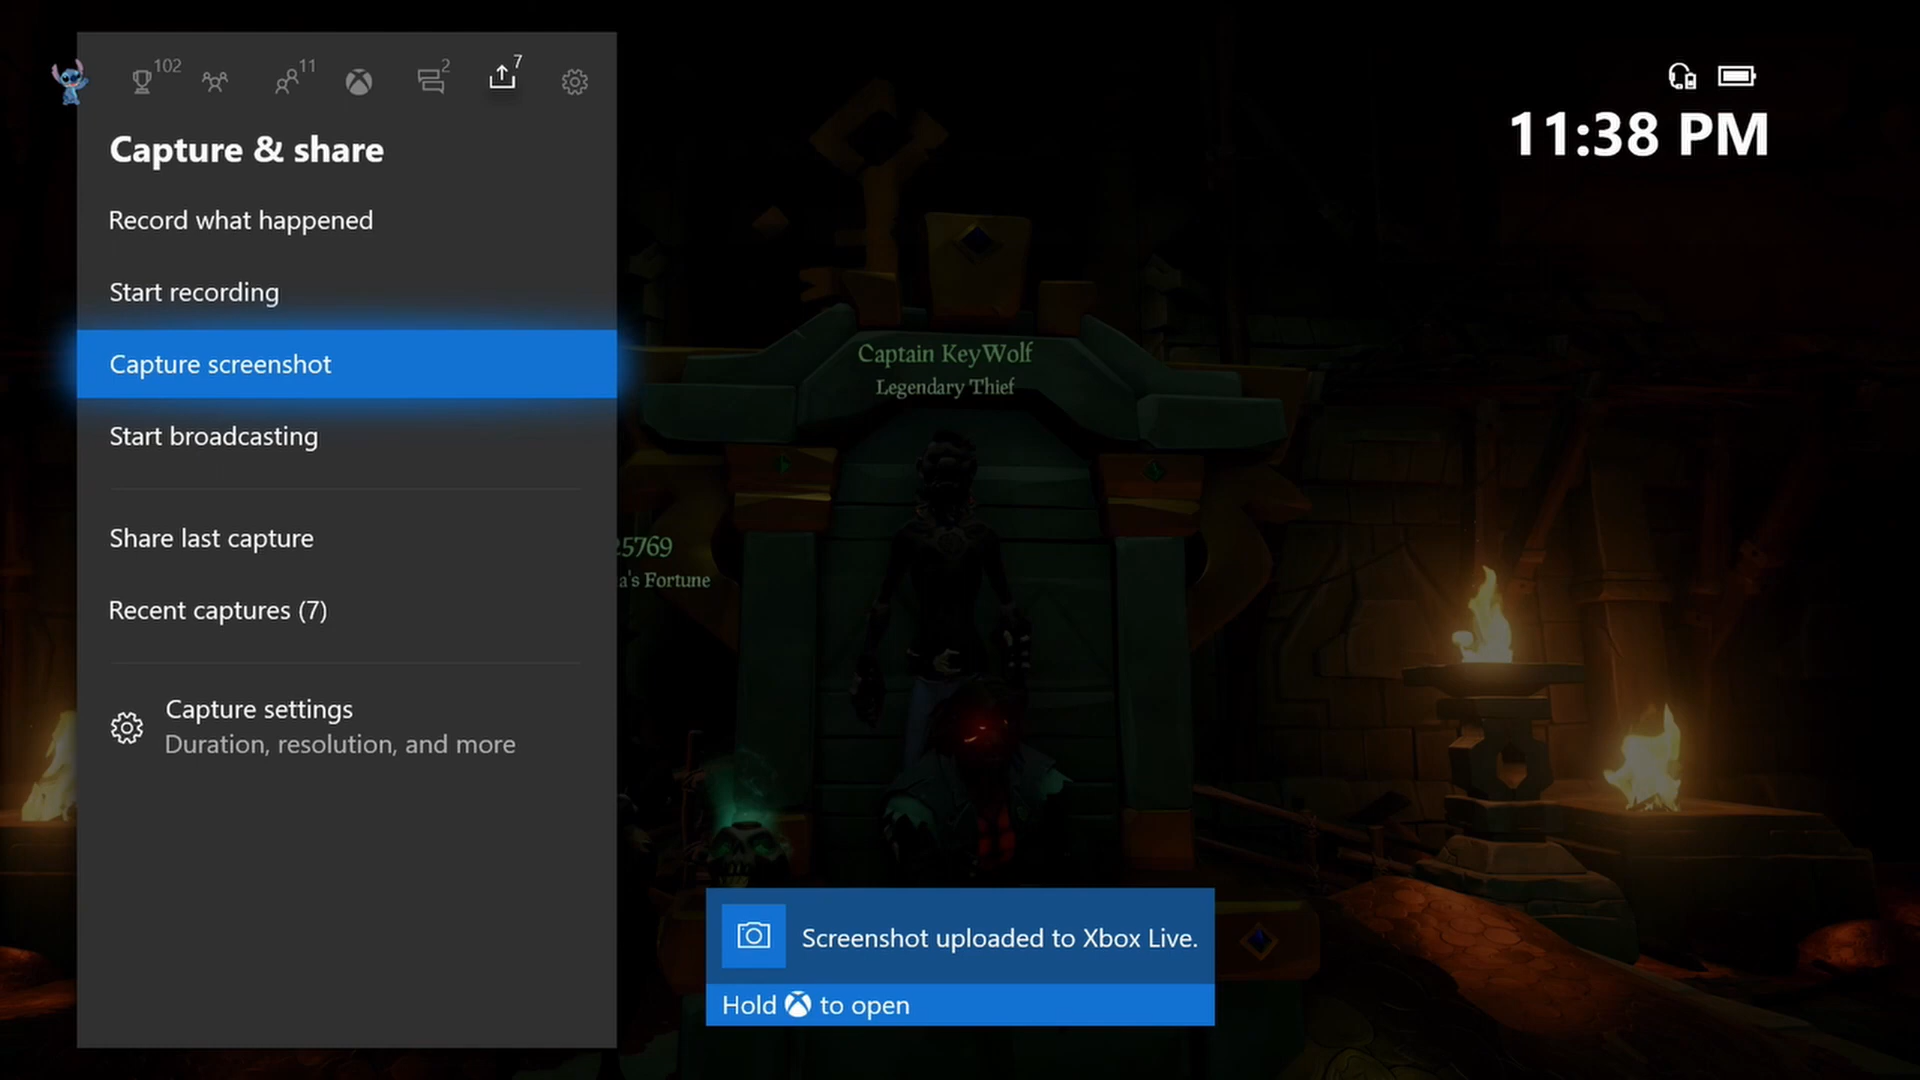 102
11
2
7
11:38 PM
Capture & share
Record what happened
Start recording
Capture screenshot
Start broadcasting
Share last capture
Recent captures (7)
Capture settings
Duration, resolution, and more
Captain KeyWolf
Legendary Thief
25769
a's Fortune
Screenshot uploaded to Xbox Live.
Hold to open